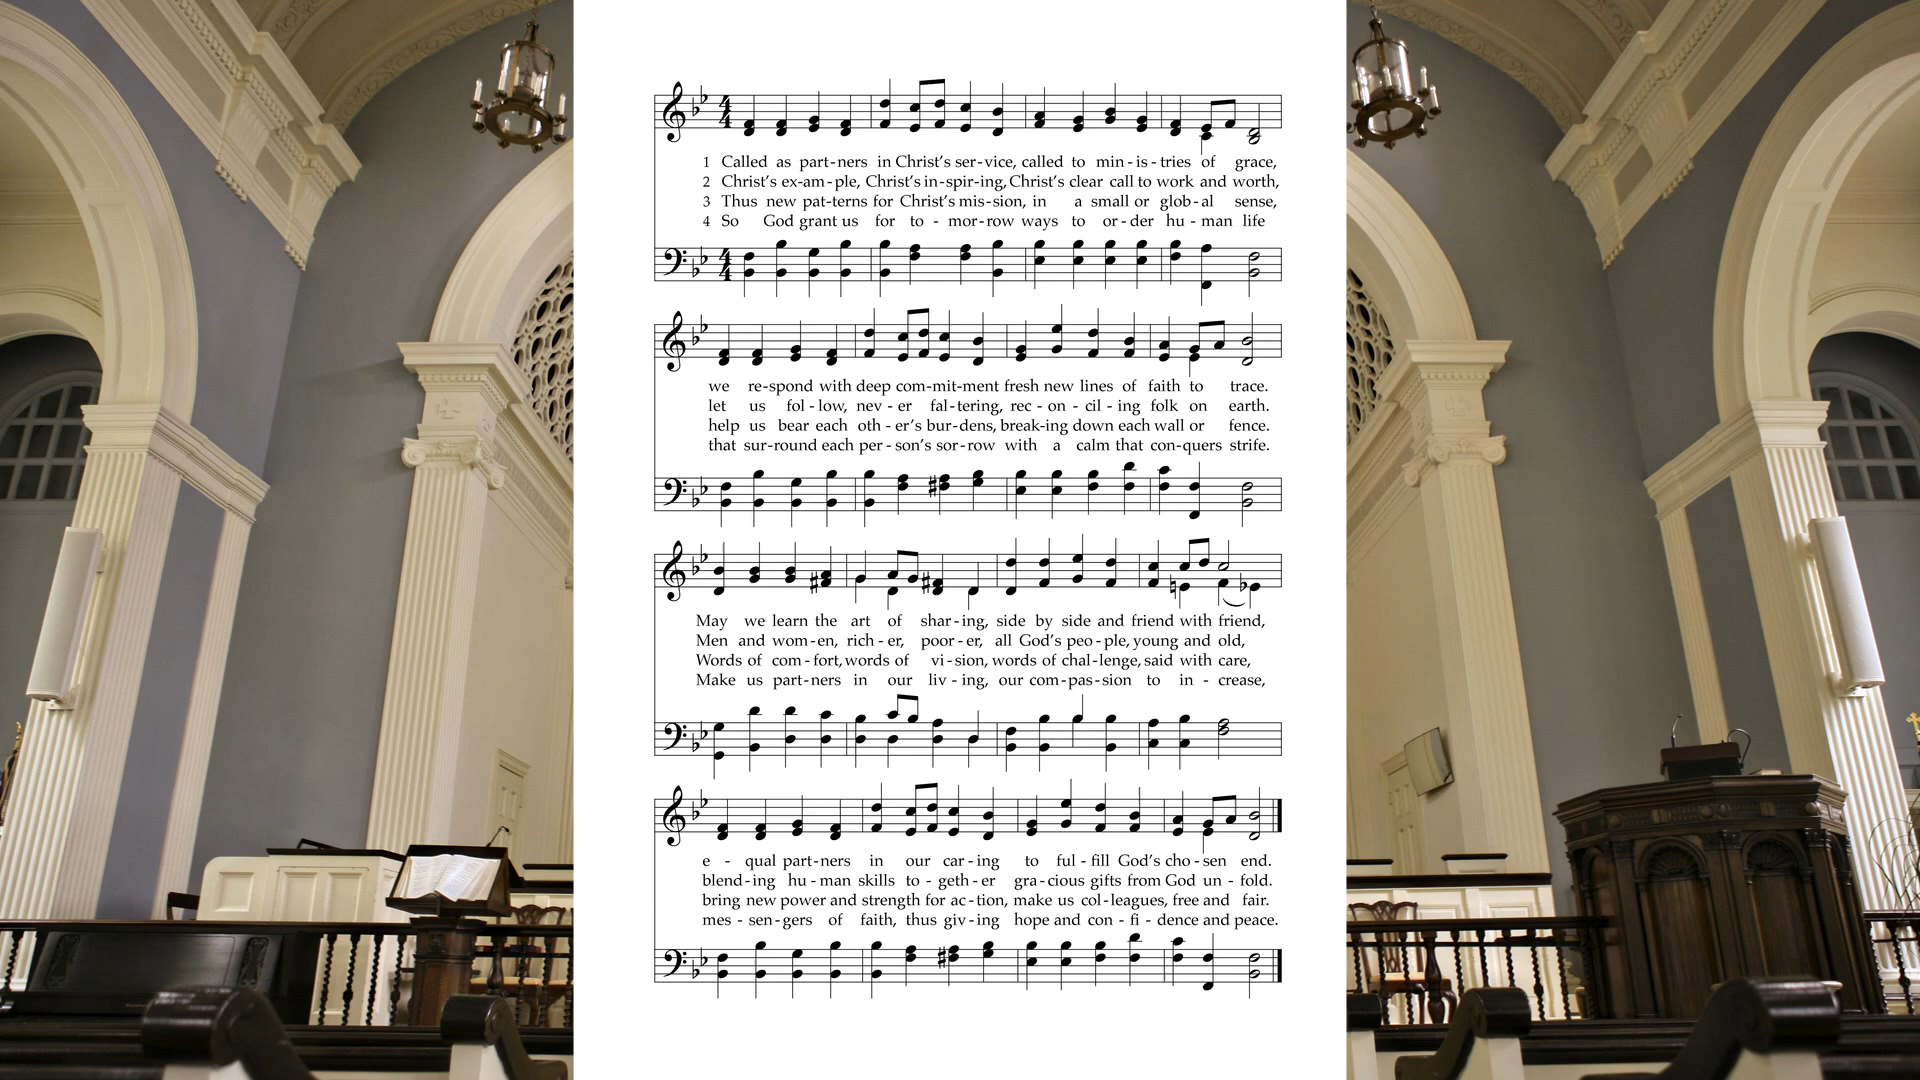 1 Called as part-ners in Christ's ser-vice, called to min-is-tries of grace,
2 Christ's ex-am-ple, Christ's in-spir-ing, Christ's clear call to work and worth,
3 Thus new pat-terns for Christ's mis-sion, in a small or glob-al sense,
4 So God grant us for to-mor-row ways to or-der hu-man life
we re-spond with deep com-mit-ment fresh new lines of faith to trace.
let us fol-low, nev-er fal-tering, rec-on-cil-ing folk on earth.
help us bear each oth-er's bur-dens, break-ing down each wall or fence.
that sur-round each per-son's sor-row with a calm that con-quers strife.
May we learn the art of shar-ing, side by side and friend with friend,
Men and wom-en, rich-er, poor-er, all God's peo-ple, young and old,
Words of com-fort, words of vi-sion, words of chal-lenge, said with care,
Make us part-ners in our liv-ing, our com-pas-sion to in-crease,
e-qual part-ners in our car-ing to ful-fill God's cho-sen end.
blend-ing hu-man skills to-geth-er gra-cious gifts from God un-fold.
bring new power and strength for ac-tion, make us col-leagues, free and fair.
mes-sen-gers of faith, thus giv-ing hope and con-fi-dence and peace.